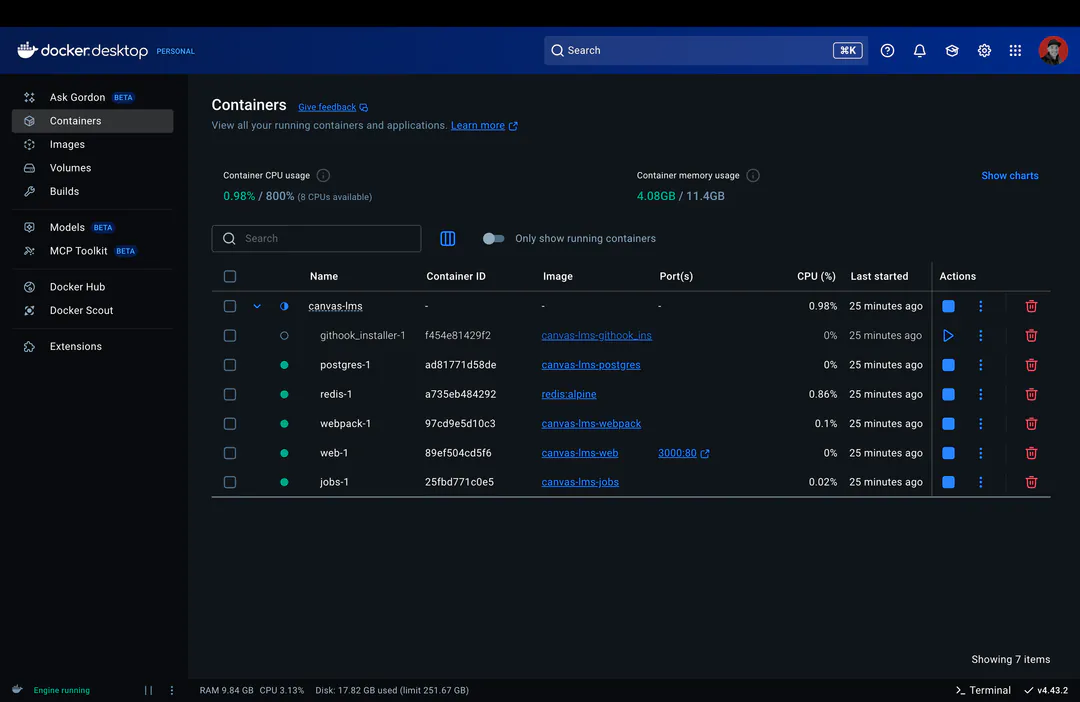 docker.desktop PERSONAL
Search ⌘K
Ask Gordon BETA
Containers
Images
Volumes
Builds
Models BETA
MCP Toolkit BETA
Docker Hub
Docker Scout
Extensions
Containers Give feedback
View all your running containers and applications. Learn more
Container CPU usage
0.98% / 800% (8 CPUs available)
Container memory usage
4.08GB / 11.4GB
Show charts
Search
Only show running containers
Name Container ID Image Port(s) CPU (%) Last started Actions
canvas-lms - - - 0.98% 25 minutes ago
githook_installer-1 f454e81429f2 canvas-lms-githook_ins 0% 25 minutes ago
postgres-1 ad81771d58de canvas-lms-postgres 0% 25 minutes ago
redis-1 a735eb484292 redis:alpine 0.86% 25 minutes ago
webpack-1 97cd9e5d10c3 canvas-lms-webpack 0.1% 25 minutes ago
web-1 89ef504cd5f6 canvas-lms-web 3000:80 0% 25 minutes ago
jobs-1 25fbd771c0e5 canvas-lms-jobs 0.02% 25 minutes ago
Showing 7 items
Engine running
RAM 9.84 GB CPU 3.13% Disk: 17.82 GB used (limit 251.67 GB)
Terminal v4.43.2